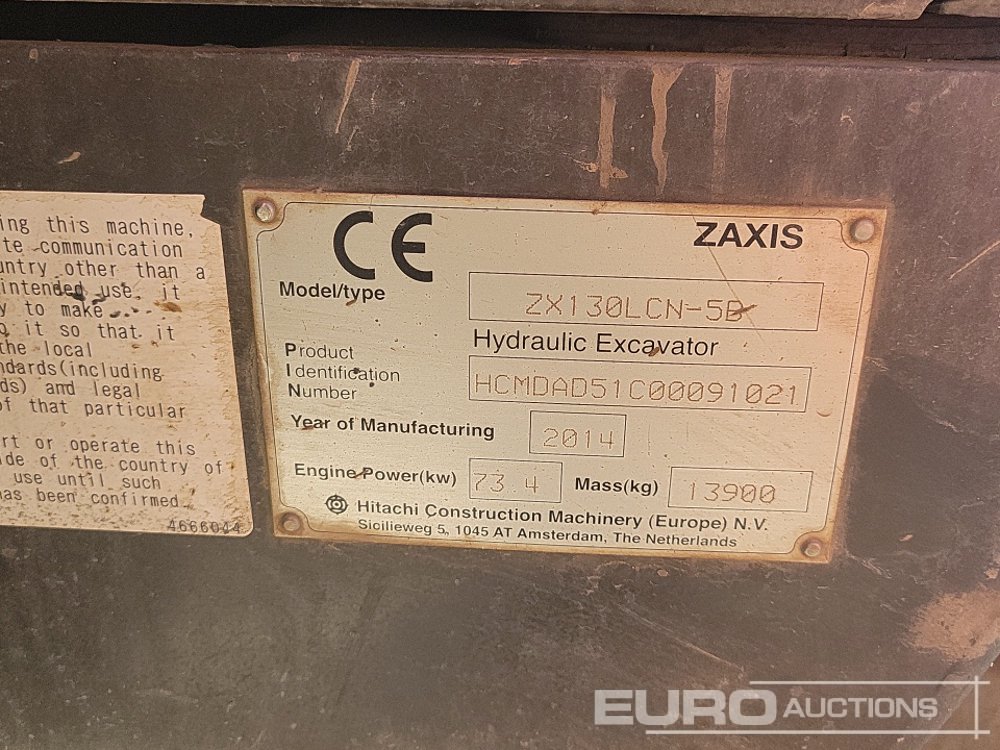 ing this machine,
te communication
untry other than a
intended use, it
y to make
o it so that it
the local
ndards(including
ds) and legal
of that particular
rt or operate this
ide of the country of
use until such
has been confirmed.
4666044
CE
ZAXIS
Model/type ZX130LCN-5B
Hydraulic Excavator
Product
Identification
Number
HCMDAD51C00091021
Year of Manufacturing 2014
Engine Power(kw) 73.4 Mass(kg) 13900
Hitachi Construction Machinery (Europe) N.V.
Sicilieweg 5, 1045 AT Amsterdam, The Netherlands
EURO AUCTIONS